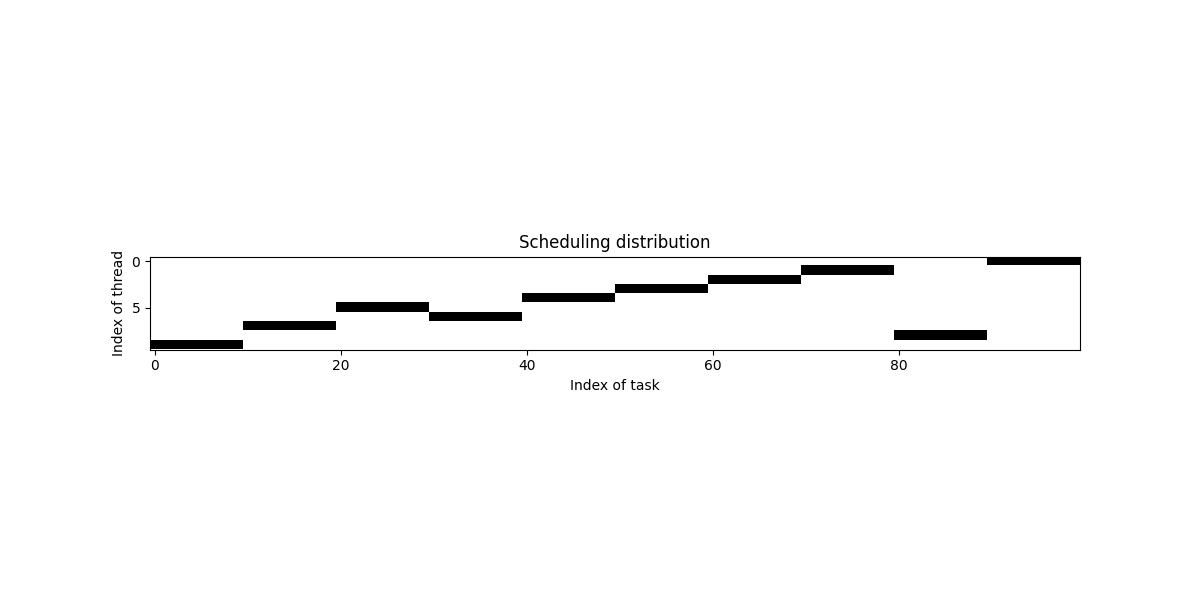 Scheduling distribution
Index of thread
0
5
0 20 40 60 80
Index of task